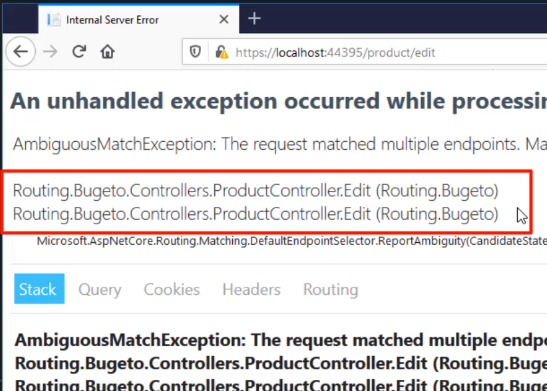 Internal Server Error
https://localhost:44395/product/edit
An unhandled exception occurred while processin
AmbiguousMatchException: The request matched multiple endpoints. Ma
Routing.Bugeto.Controllers.ProductController.Edit (Routing.Bugeto)
Routing.Bugeto.Controllers.ProductController.Edit (Routing.Bugeto)
Microsoft.AspNetCore.Routing.Matching.DefaultEndpointSelector.ReportAmbiguity(CandidateState
Stack Query Cookies Headers Routing
AmbiguousMatchException: The request matched multiple endpo
Routing.Bugeto.Controllers.ProductController.Edit (Routing.Buge
Routing.Bugeto.Controllers.ProductController.Edit (Routing.Buge